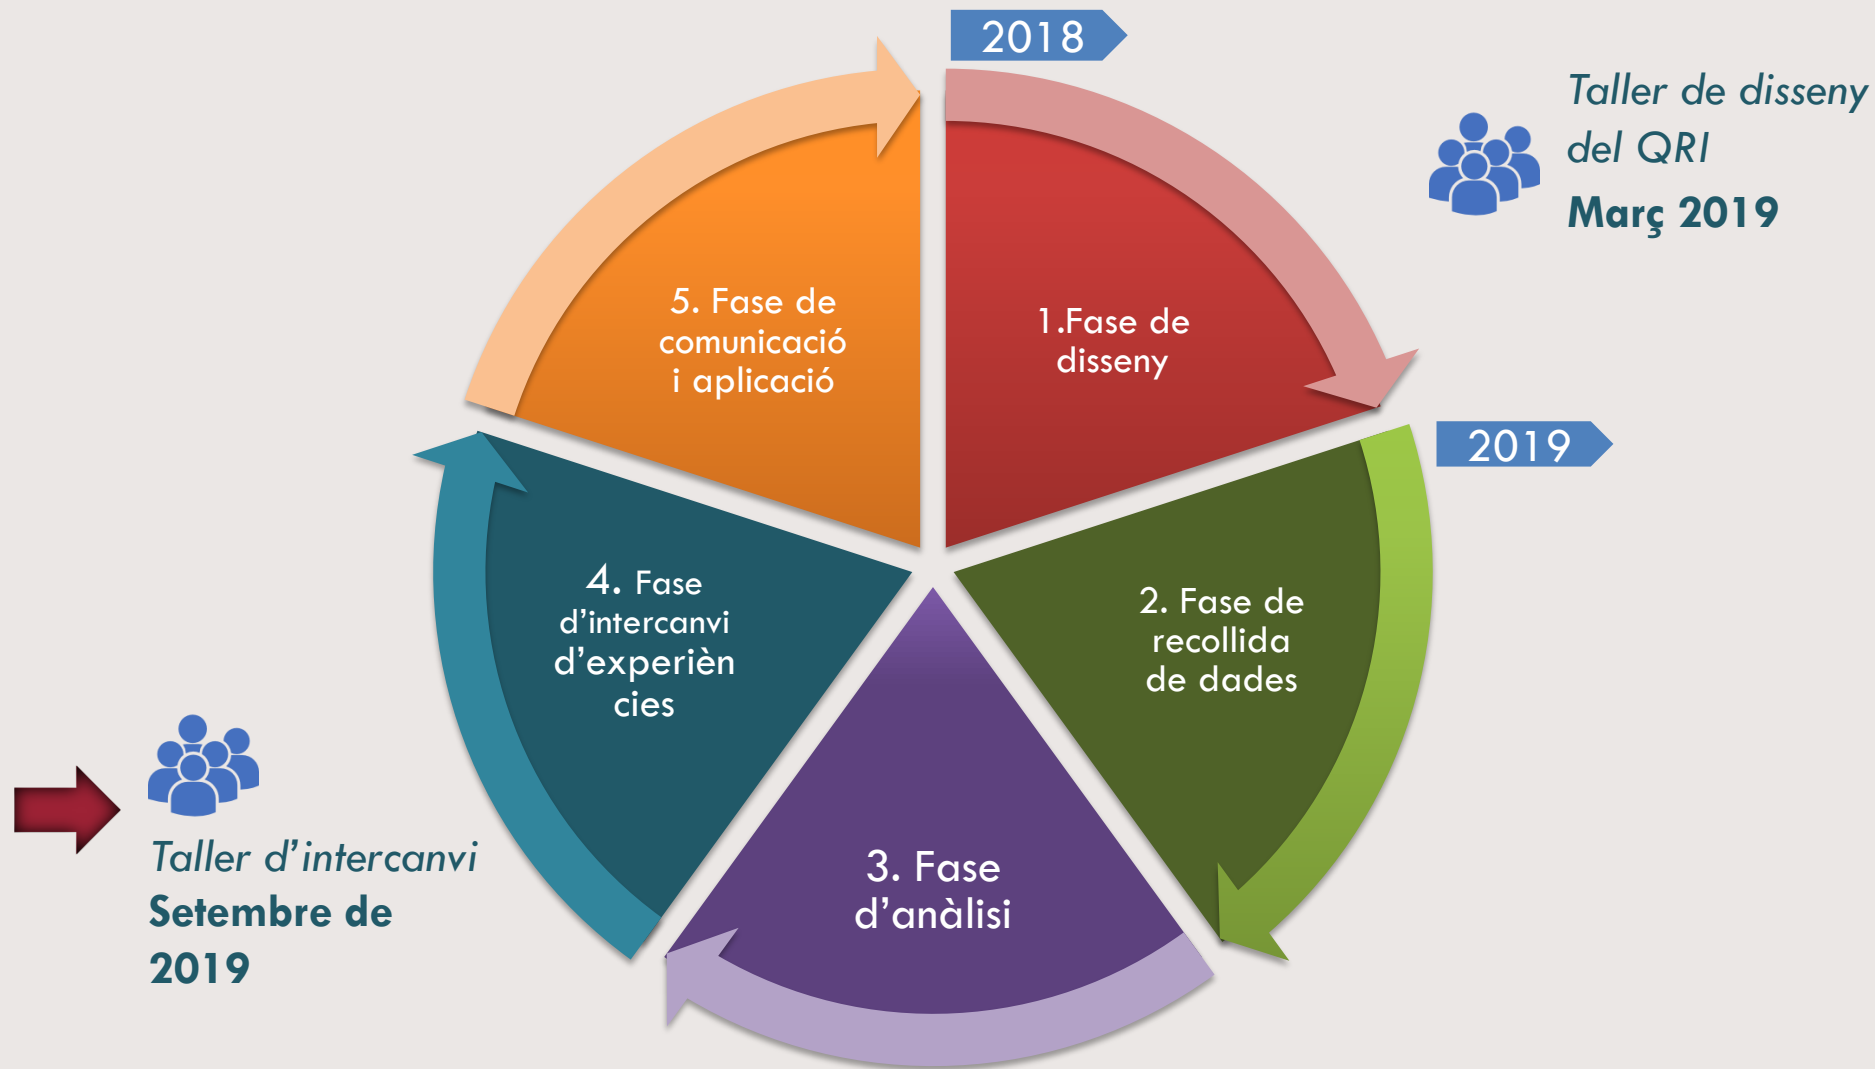 2018
Taller de disseny
del QRI
Març 2019
1.Fase de
disseny
2019
2. Fase de
recollida
de dades
3. Fase
d’anàlisi
4. Fase
d’intercanvi
d’experièn
cies
5. Fase de
comunicació
i aplicació
Taller d’intercanvi
Setembre de
2019